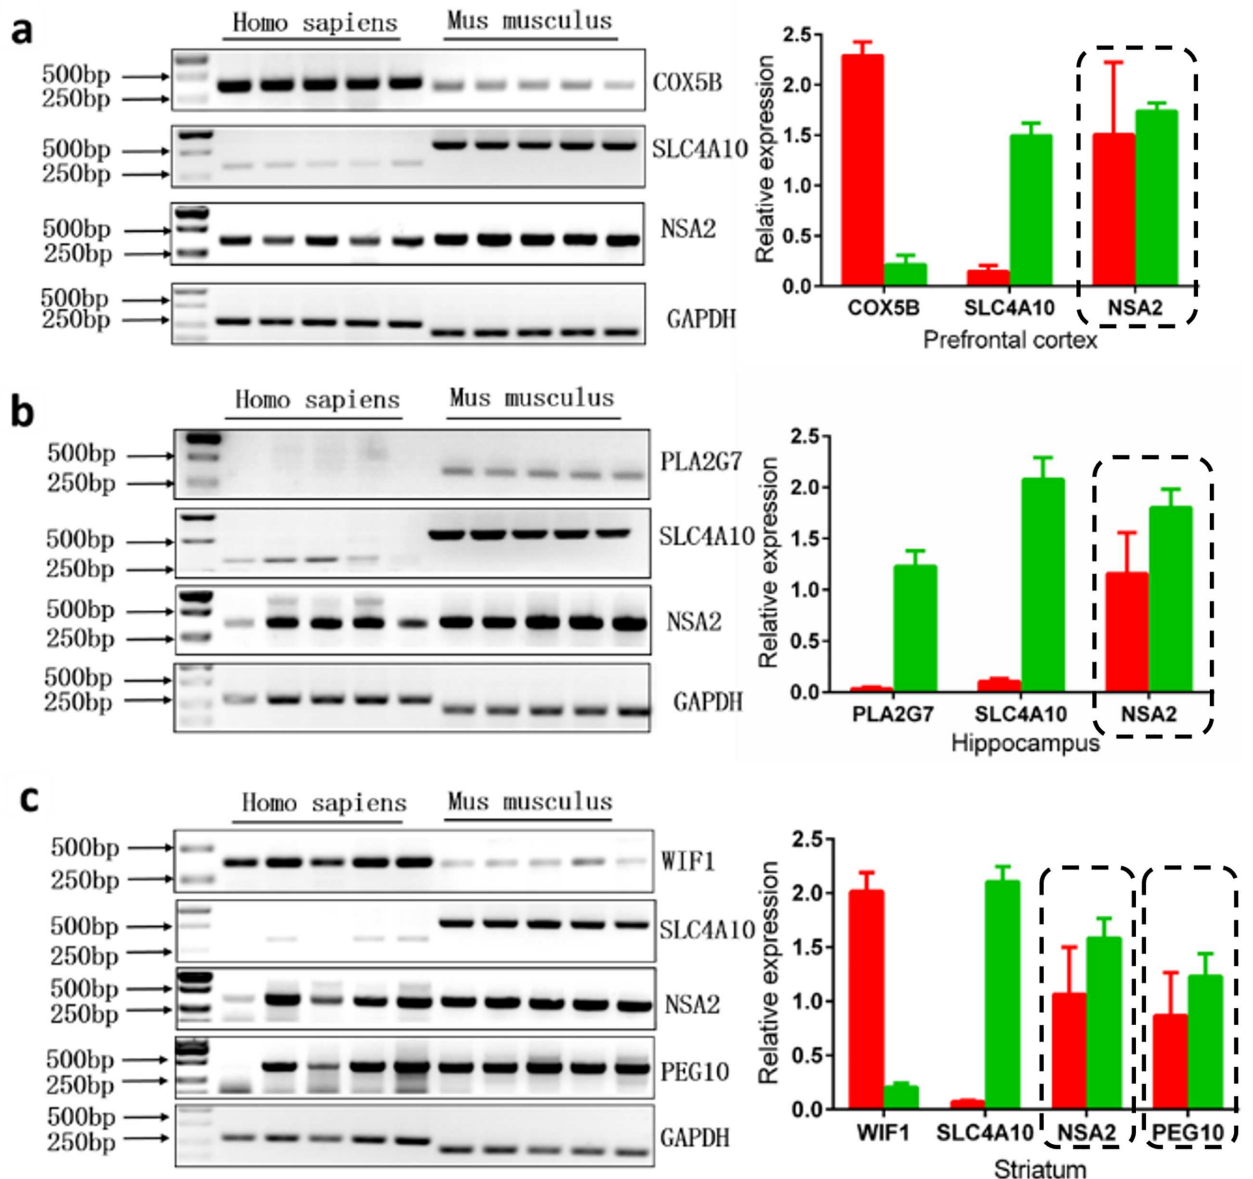 a
Homo sapiens
Mus musculus
500bp
250bp
COX5B
500bp
250bp
SLC4A10
500bp
250bp
NSA2
500bp
250bp
GAPDH
Relative expression
2.5
2.0
1.5
1.0
0.5
0.0
COX5B
SLC4A10
NSA2
Prefrontal cortex
b
Homo sapiens
Mus musculus
500bp
250bp
PLA2G7
500bp
250bp
SLC4A10
500bp
250bp
NSA2
500bp
250bp
GAPDH
Relative expression
2.5
2.0
1.5
1.0
0.5
0.0
PLA2G7
SLC4A10
NSA2
Hippocampus
c
Homo sapiens
Mus musculus
500bp
250bp
WIF1
500bp
250bp
SLC4A10
500bp
250bp
NSA2
500bp
250bp
PEG10
500bp
250bp
GAPDH
Relative expression
2.5
2.0
1.5
1.0
0.5
0.0
WIF1
SLC4A10
NSA2
PEG10
Striatum